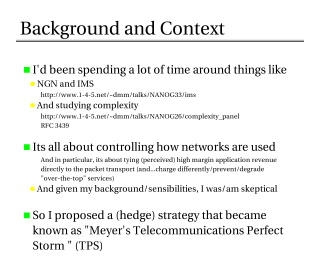 Background and Context
I'd been spending a lot of time around things like
NGN and IMS
http://www.1-4-5.net/~dmm/talks/NANOG33/ims
And studying complexity
http://www.1-4-5.net/~dmm/talks/NANOG26/complexity_panel
RFC 3439
Its all about controlling how networks are used
And in particular, its about tying (perceived) high margin application revenue
directly to the packet transport (and...charge differently/prevent/degrade
"over-the-top" services)
And given my background/sensibilities, I was/am skeptical
So I proposed a (hedge) strategy that became
known as "Meyer's Telecommunications Perfect
Storm " (TPS)